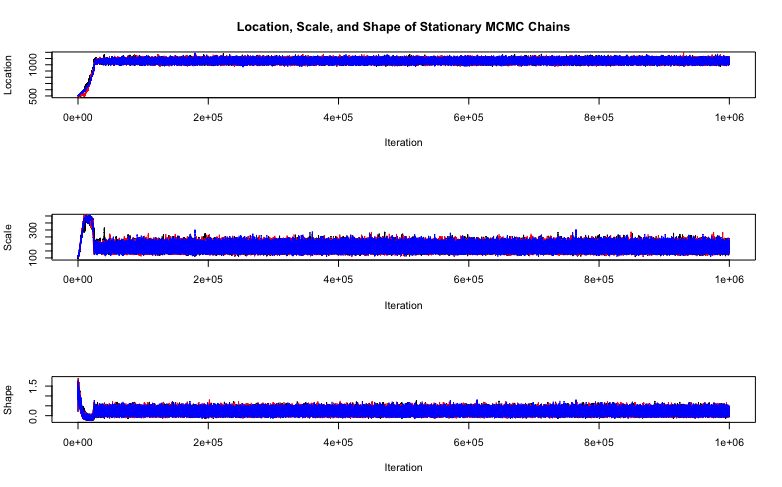 Location, Scale, and Shape of Stationary MCMC Chains
Location
500
1000
0e+00
2e+05
4e+05
6e+05
8e+05
1e+06
Iteration
Scale
100
300
0e+00
2e+05
4e+05
6e+05
8e+05
1e+06
Iteration
Shape
0.0
1.5
0e+00
2e+05
4e+05
6e+05
8e+05
1e+06
Iteration